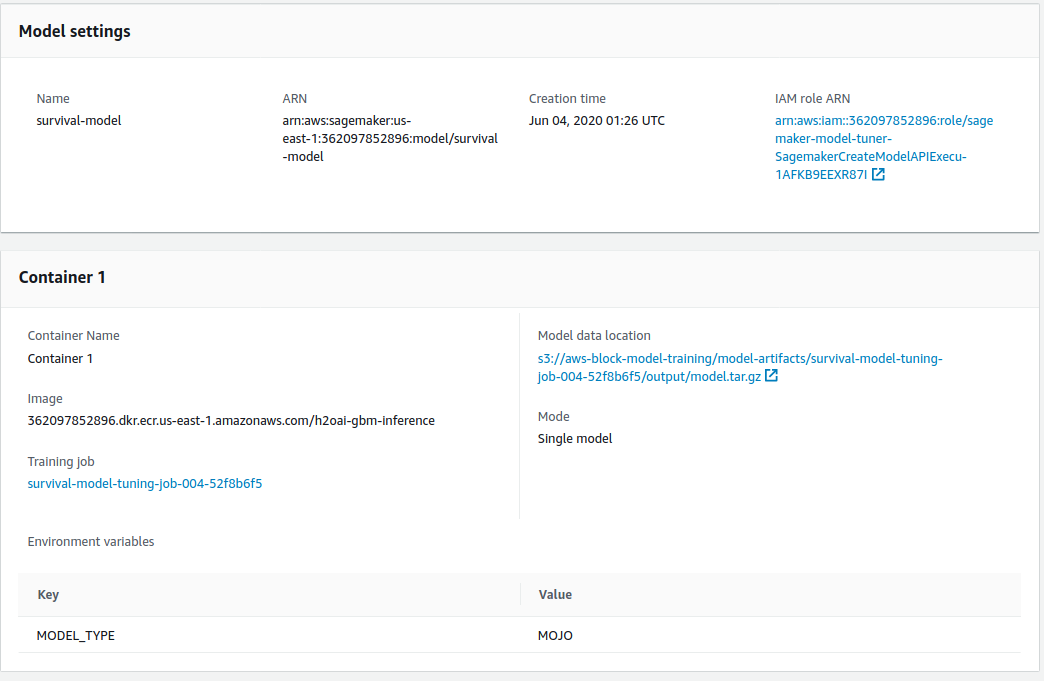 Model settings
Name
survival-model
ARN
arn:aws:sagemaker:us-
east-1:362097852896:model/survival
-model
Creation time
Jun 04, 2020 01:26 UTC
IAM role ARN
arn:aws:iam::362097852896:role/sage
maker-model-tuner-
SagemakerCreateModelAPIExecu-
1AFKB9EEXR87I
Container 1
Container Name
Container 1
Image
362097852896.dkr.ecr.us-east-1.amazonaws.com/h2oai-gbm-inference
Training job
survival-model-tuning-job-004-52f8b6f5
Model data location
s3://aws-block-model-training/model-artifacts/survival-model-tuning-
job-004-52f8b6f5/output/model.tar.gz
Mode
Single model
Environment variables
Key Value
MODEL_TYPE MOJO